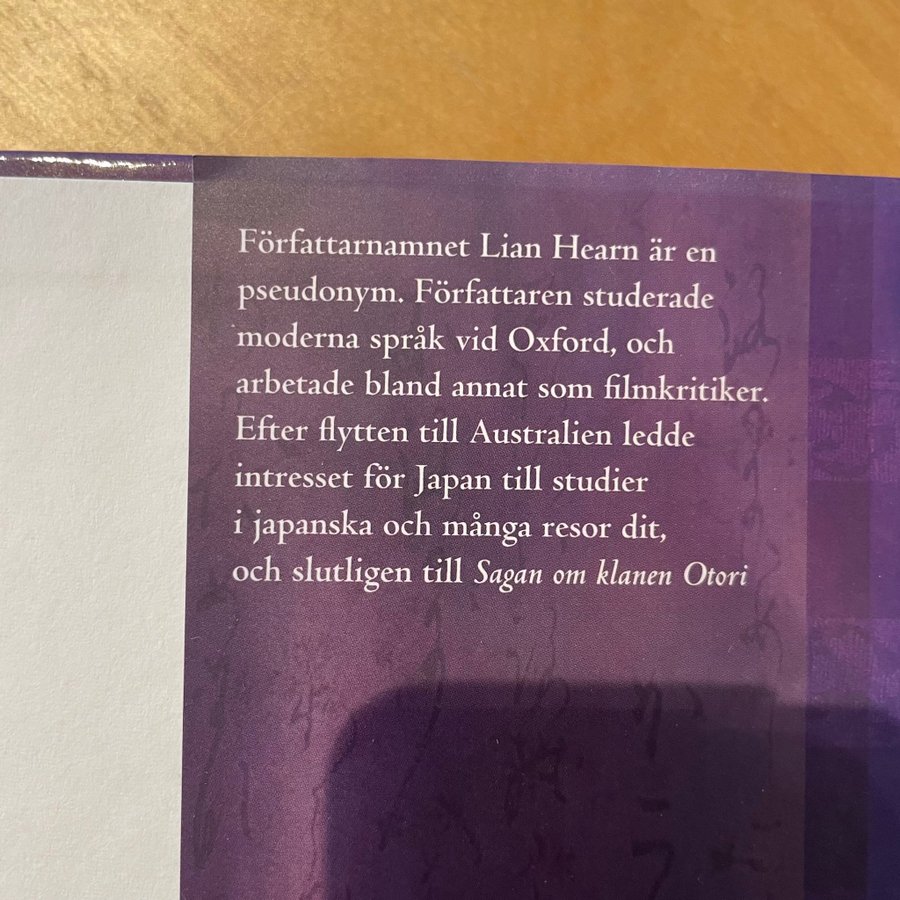 Författarnamnet Lian Hearn är en
pseudonym. Författaren studerade
moderna språk vid Oxford, och
arbetade bland annat som filmkritiker.
Efter flytten till Australien ledde
intresset för Japan till studier
i japanska och många resor dit,
och slutligen till Sagan om klanen Otori